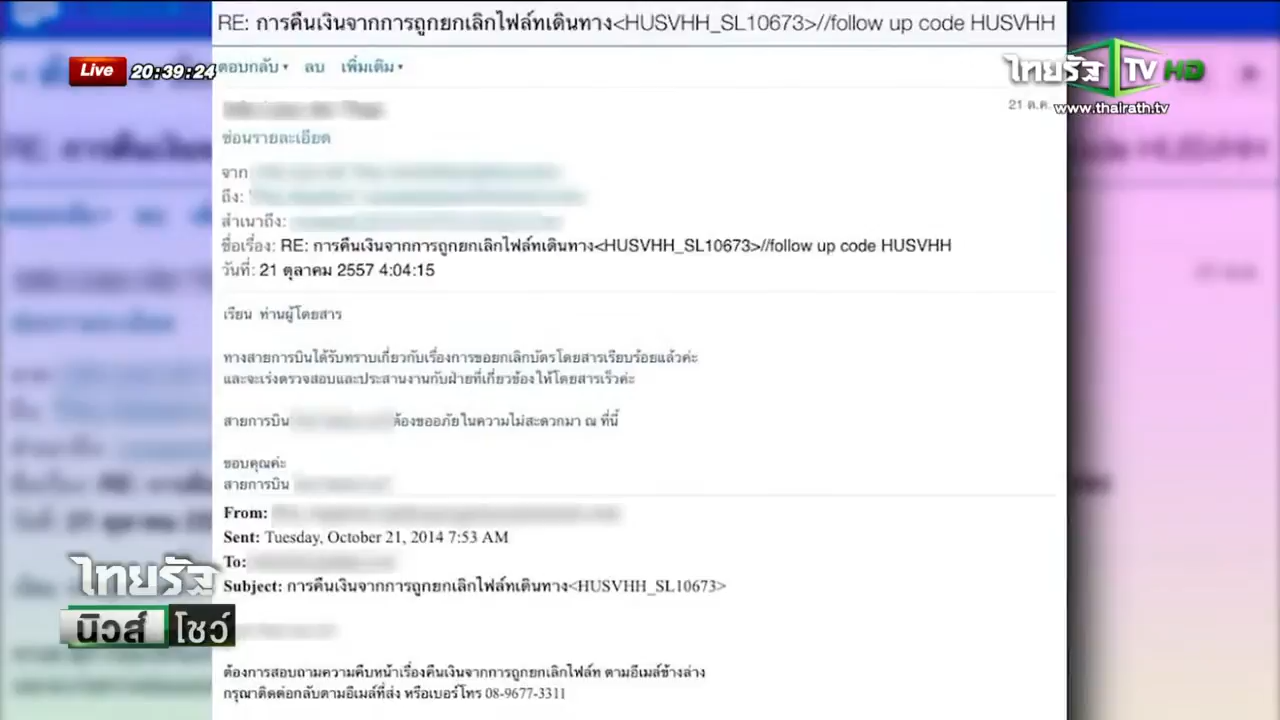 RE: การคืนเงินจากการถูกยกเลิกไฟล์ทเดินทาง<HUSVHH_SL10673>//follow up code HUSVHH
Live 20:39:24
ตอบกลับ ลบ เพิ่มเติม
ไทยรัฐ TV HD
www.thairath.tv
21 ต.ค.
ซ่อนรายละเอียด
จาก
ถึง:
สำเนาถึง:
ชื่อเรื่อง: RE: การคืนเงินจากการถูกยกเลิกไฟล์ทเดินทาง<HUSVHH_SL10673>//follow up code HUSVHH
วันที่: 21 ตุลาคม 2557 4:04:15
เรียน ท่านผู้โดยสาร
ทางสายการบินได้รับทราบเกี่ยวกับเรื่องการขอยกเลิกบัตรโดยสารเรียบร้อยแล้วค่ะ
และจะเร่งตรวจสอบและประสานงานกับฝ่ายที่เกี่ยวข้องให้โดยสารเร็วค่ะ
สายการบิน ต้องขออภัยในความไม่สะดวกมา ณ ที่นี้
ขอบคุณค่ะ
สายการบิน
From:
Sent: Tuesday, October 21, 2014 7:53 AM
To:
Subject: การคืนเงินจากการถูกยกเลิกไฟล์ทเดินทาง<HUSVHH_SL10673>
ต้องการสอบถามความคืบหน้าเรื่องคืนเงินจากการถูกยกเลิกไฟล์ท ตามอีเมล์ข้างล่าง
กรุณาติดต่อกลับตามอีเมล์ที่ส่ง หรือเบอร์โทร 08-9677-3311
ไทยรัฐ
นิวส์ โชว์